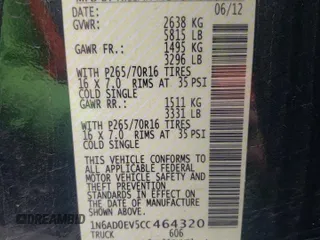 DATE: 06/12
GVWR: 2638 KG
5815 LB
GAWR FR. 1495 KG
3296 LB
WITH P265/70R16 TIRES
16 X 7.0 RIMS AT 35 PSI
COLD SINGLE
GAWR RR: 1511 KG
3331 LB
WITH P265/70R16 TIRES
16 X 7.0 RIMS AT 35 PSI
COLD SINGLE
THIS VEHICLE CONFORMS TO
ALL APPLICABLE FEDERAL
MOTOR VEHICLE SAFETY AND
THEFT PREVENTION
STANDARDS IN EFFECT ON
THE DATE OF MANUFACTURE
SHOWN ABOVE.
1N6AD0EV5CC464320
TRUCK 606
DREAMBID